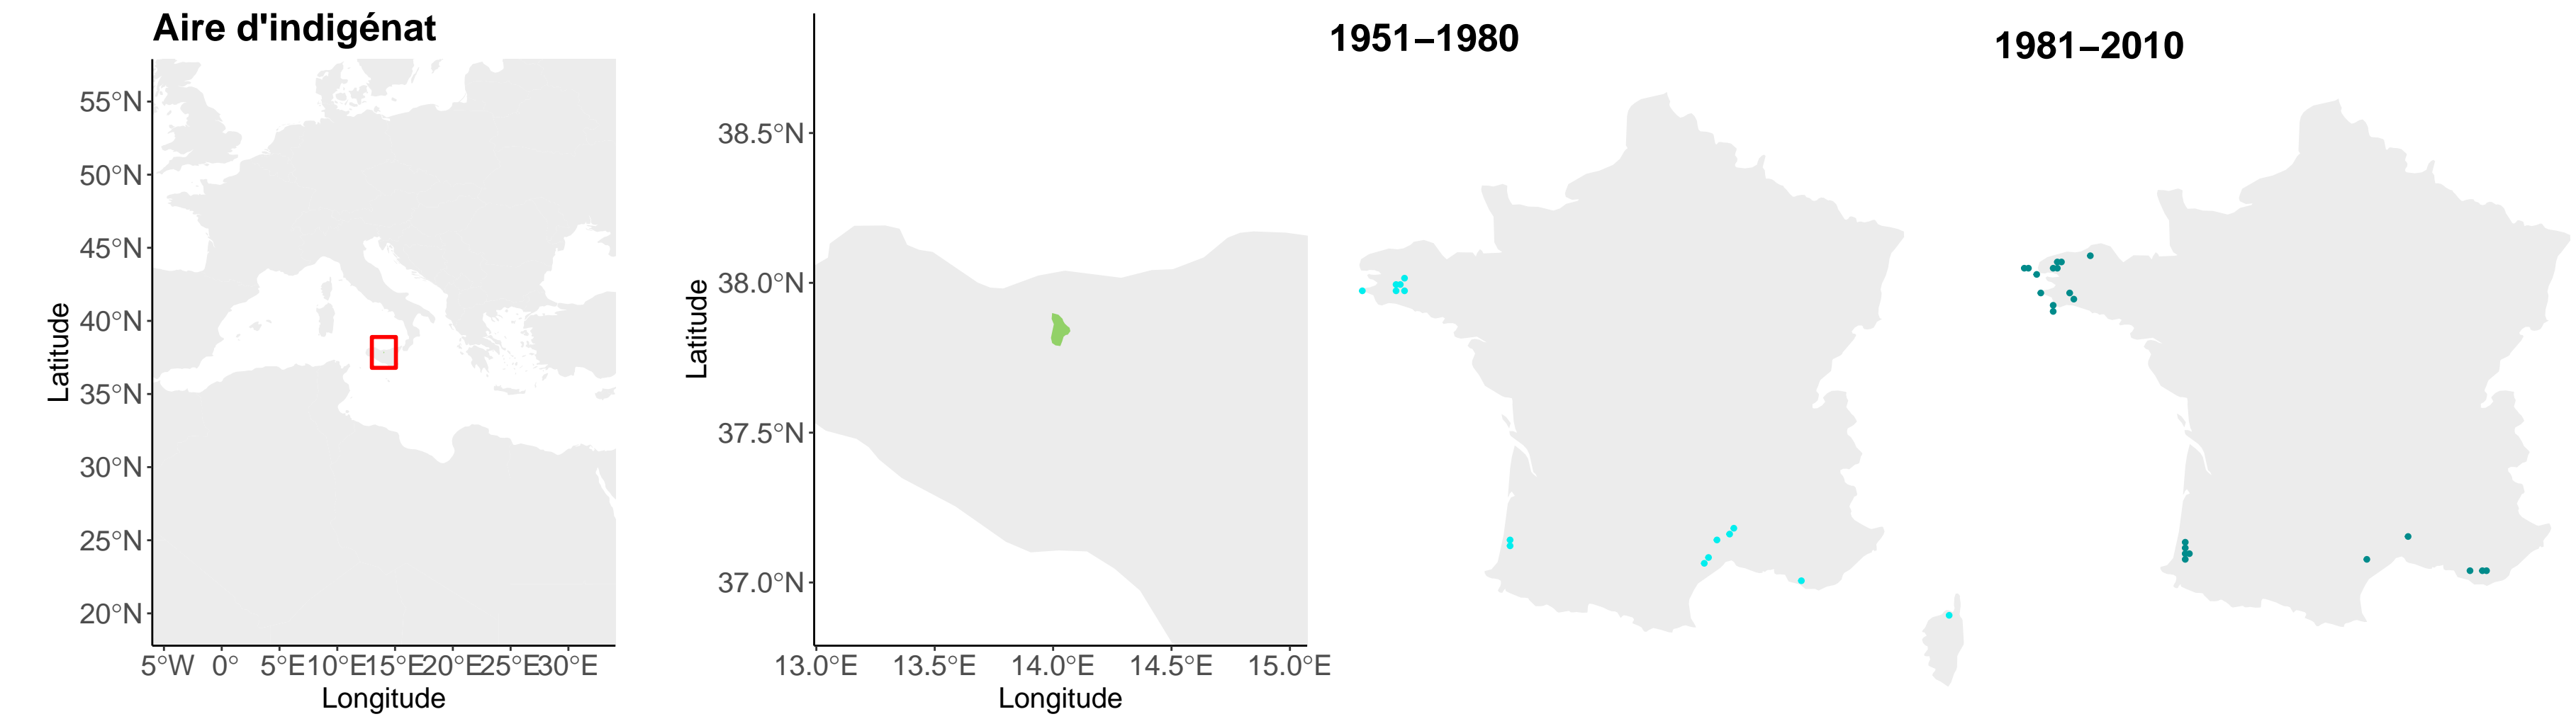 Aire d'indigénat
55°N
50°N
45°N
40°N
35°N
30°N
25°N
20°N
Latitude
5°W 0° 5°E 10°E 15°E 20°E 25°E 30°E
Longitude
38.5°N
38.0°N
37.5°N
37.0°N
Latitude
13.0°E 13.5°E 14.0°E 14.5°E 15.0°E
Longitude
1951–1980
1981–2010